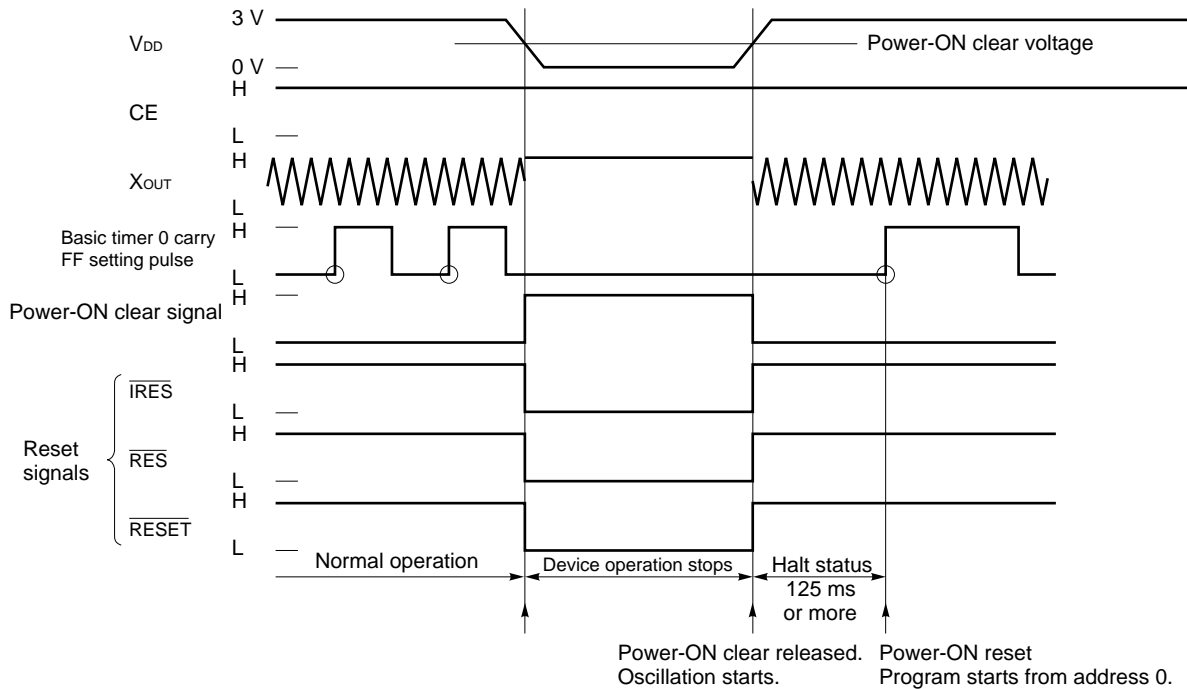 3 V
VDD
Power-ON clear voltage
0 V
H
CE
L
H
XOUT
L
H
Basic timer 0 carry
FF setting pulse
L
H
Power-ON clear signal
L
H
IRES
L
H
Reset
signals
RES
L
H
RESET
L
Normal operation
Device operation stops
Halt status
125 ms
or more
Power-ON clear released.
Oscillation starts.
Power-ON reset
Program starts from address 0.